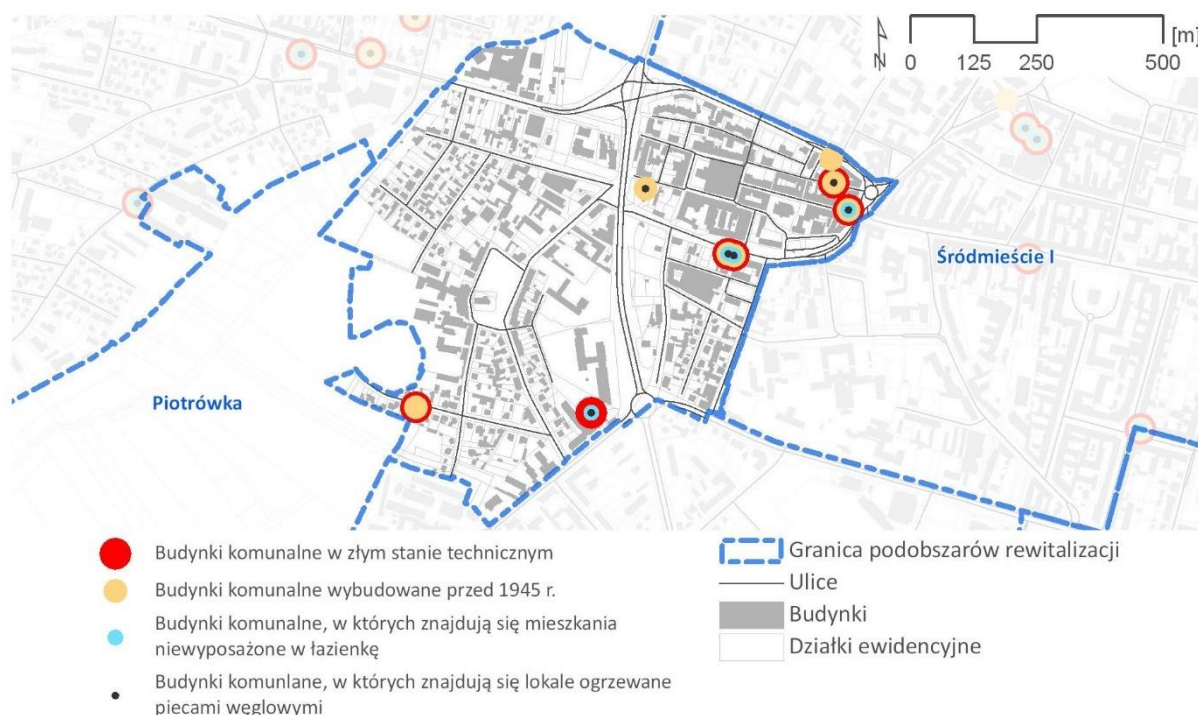 N
[m]
0 125 250 500
Śródmieście I
Piotrówka
Budynki komunalne w złym stanie technicznym
Budynki komunalne wybudowane przed 1945 r.
Budynki komunalne, w których znajdują się mieszkania
niewyposażone w łazienkę
Budynki komunlane, w których znajdują się lokale ogrzewane
piecami węglowymi
Granica podobszarów rewitalizacji
Ulice
Budynki
Działki ewidencyjne